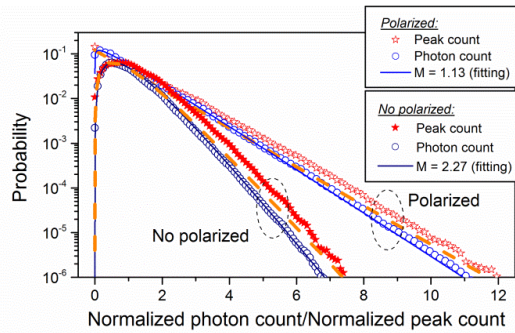 Polarized:
Peak count
Photon count
M = 1.13 (fitting)
No polarized:
Peak count
Photon count
M = 2.27 (fitting)
Probability
10⁻¹
10⁻²
10⁻³
10⁻⁴
10⁻⁵
10⁻⁶
No polarized
Polarized
0 2 4 6 8 10 12
Normalized photon count/Normalized peak count